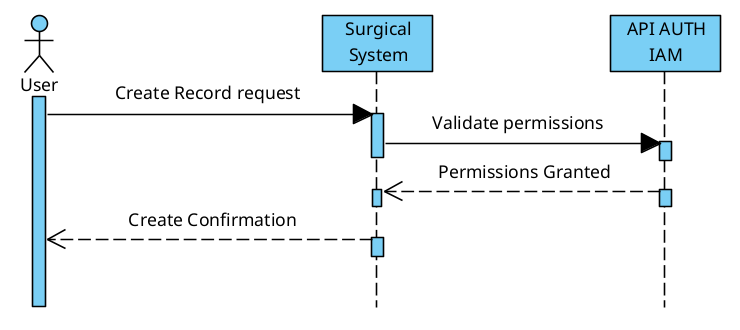 Surgical
System
API AUTH
IAM
User
Create Record request
Validate permissions
Permissions Granted
Create Confirmation